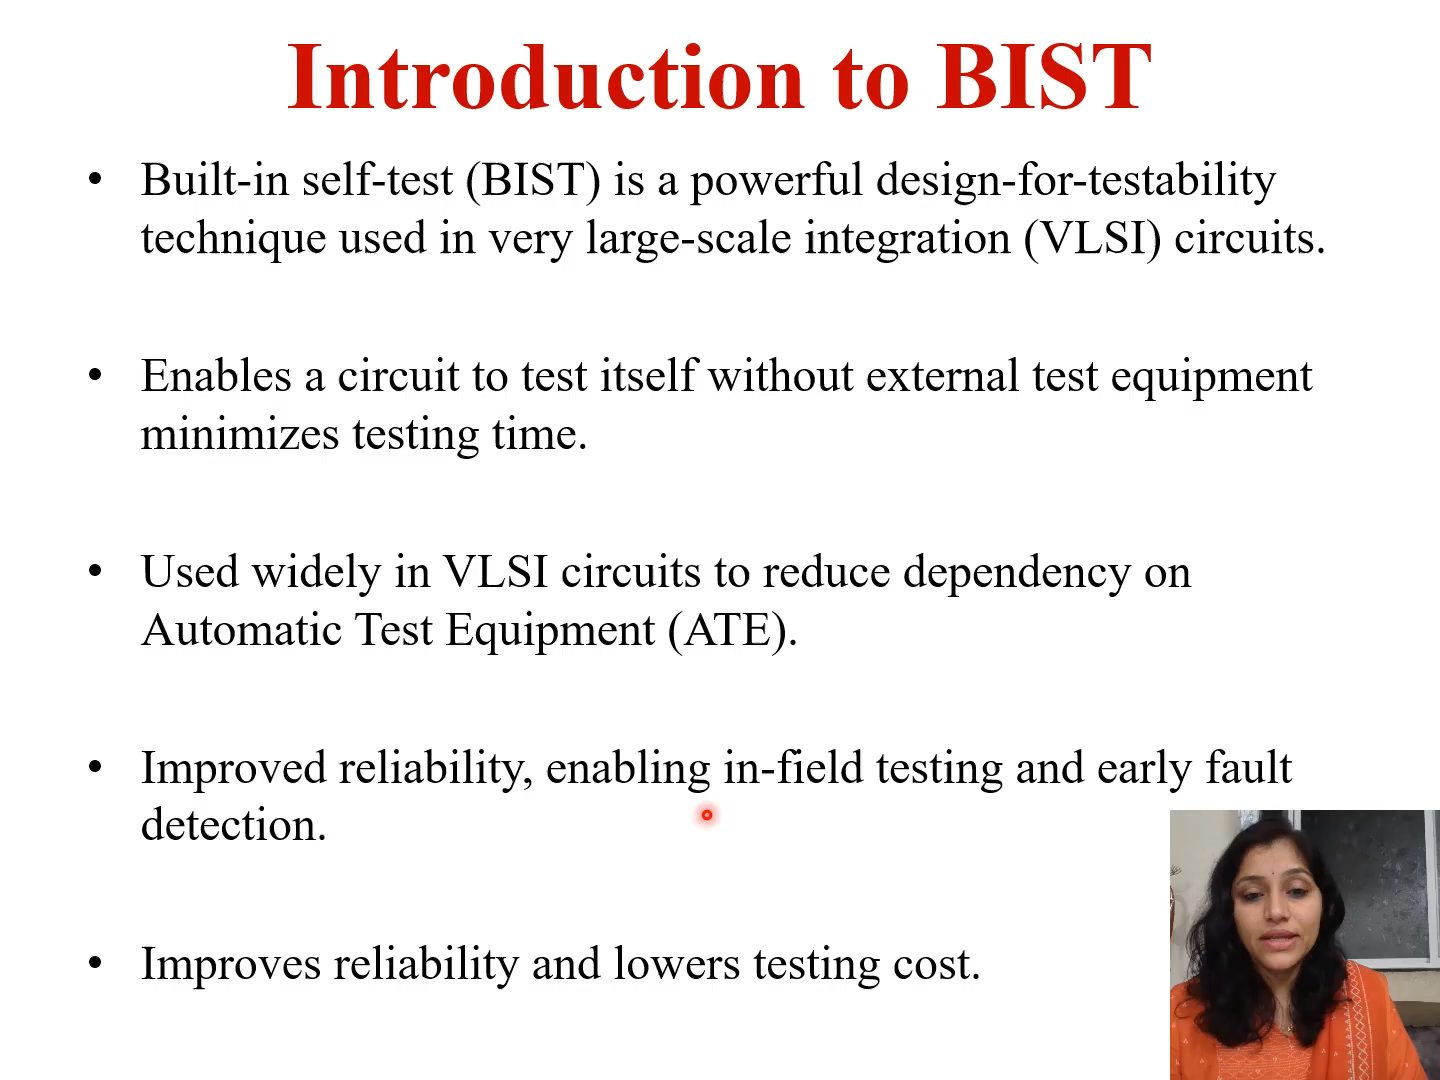 Introduction to BIST
• Built-in self-test (BIST) is a powerful design-for-testability
technique used in very large-scale integration (VLSI) circuits.
• Enables a circuit to test itself without external test equipment
minimizes testing time.
• Used widely in VLSI circuits to reduce dependency on
Automatic Test Equipment (ATE).
• Improved reliability, enabling in-field testing and early fault
detection.
• Improves reliability and lowers testing cost.